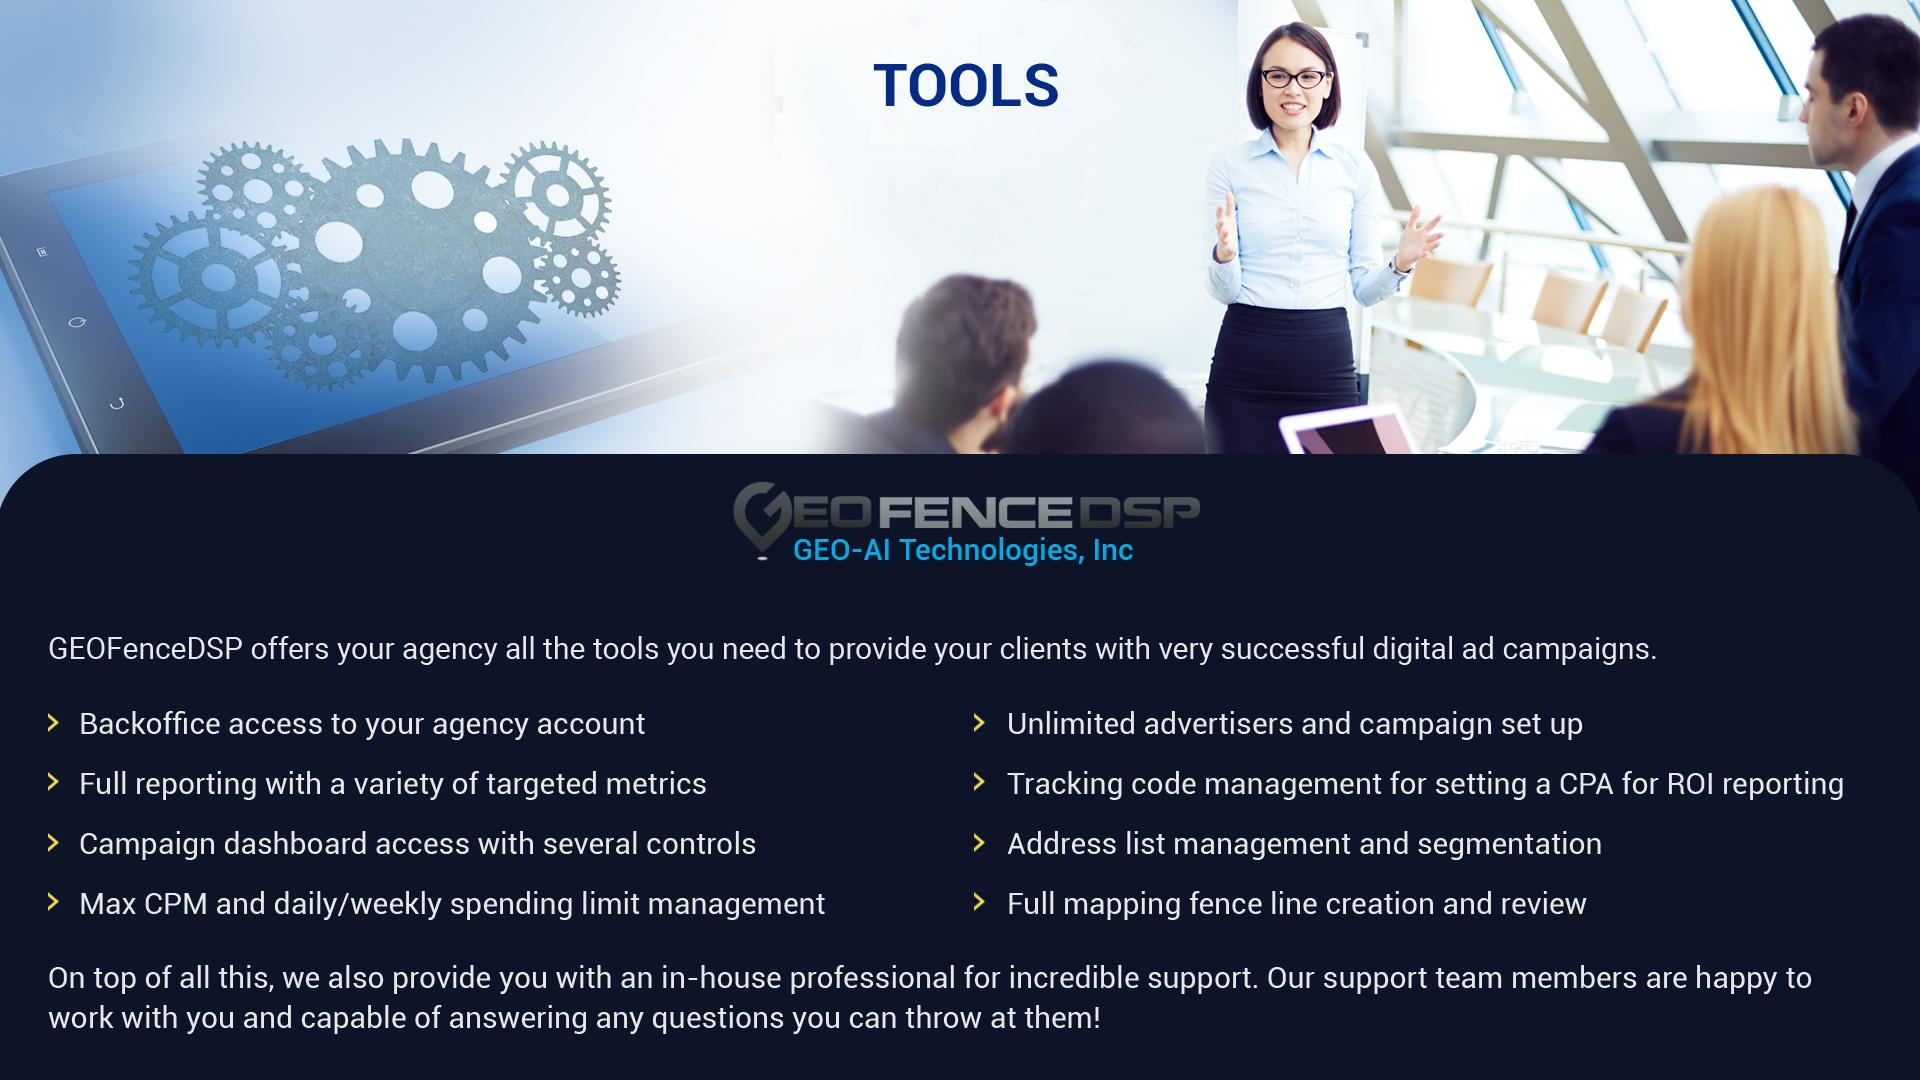 TOOLS
GEOFENCEDSP
GEO-AI Technologies, Inc
GEOFenceDSP offers your agency all the tools you need to provide your clients with very successful digital ad campaigns.
Backoffice access to your agency account
Full reporting with a variety of targeted metrics
Campaign dashboard access with several controls
Max CPM and daily/weekly spending limit management
Unlimited advertisers and campaign set up
Tracking code management for setting a CPA for ROI reporting
Address list management and segmentation
Full mapping fence line creation and review
On top of all this, we also provide you with an in-house professional for incredible support. Our support team members are happy to
work with you and capable of answering any questions you can throw at them!